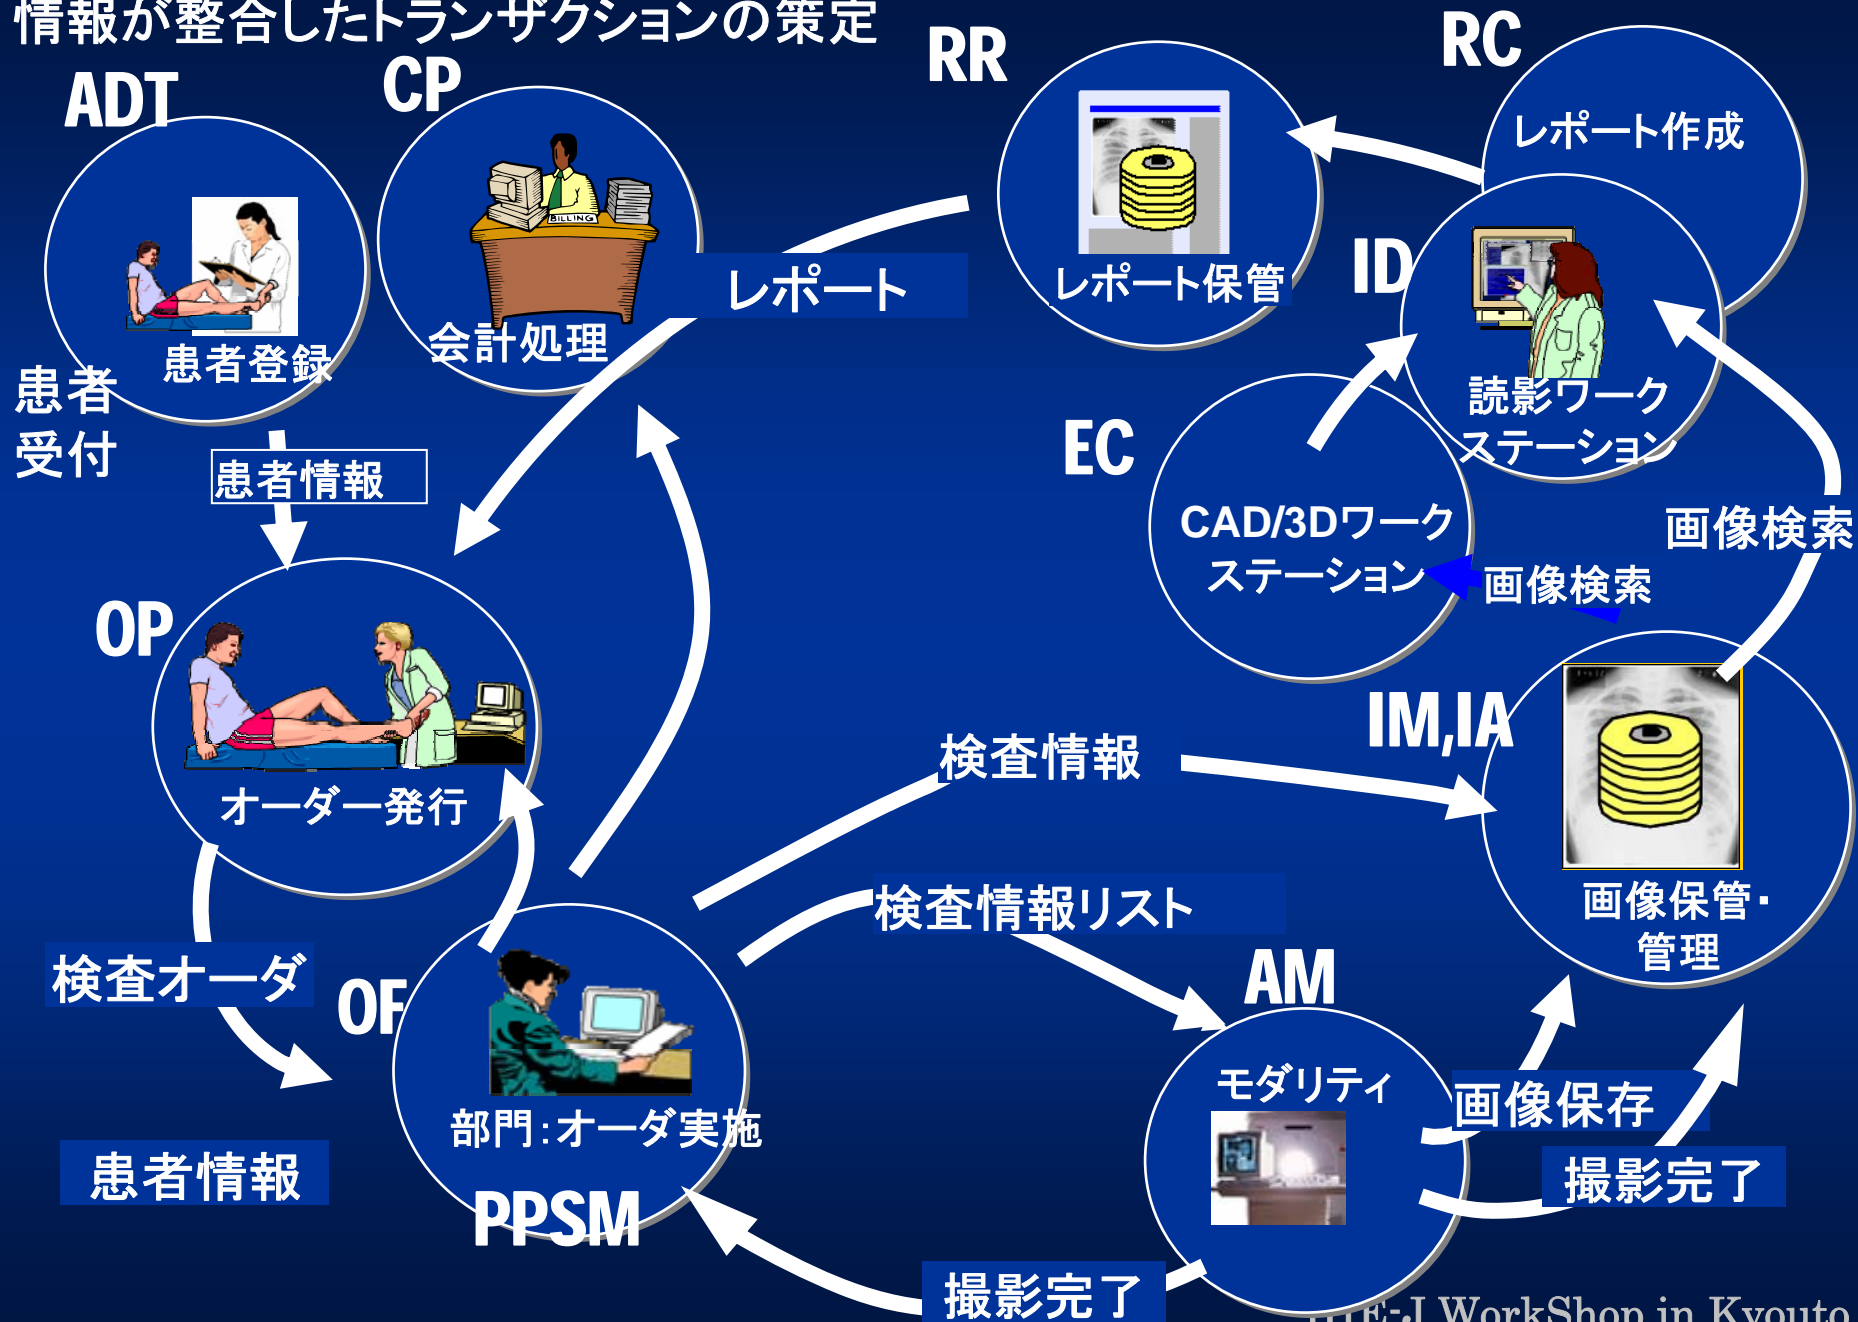 情報が整合したトランザクションの策定
ADT
CP
RR
RC
レポート作成
BILLING
レポート
レポート保管
ID
会計処理
患者登録
患者
受付
患者情報
読影ワーク
ステーション
EC
CAD/3Dワーク
ステーション
画像検索
画像検索
OP
オーダー発行
IM,IA
検査情報
検査情報リスト
画像保管・
管理
検査オーダ
OF
AM
モダリティ
画像保存
部門：オーダ実施
患者情報
撮影完了
PPSM
撮影完了
E-J WorkShop in Kyouto